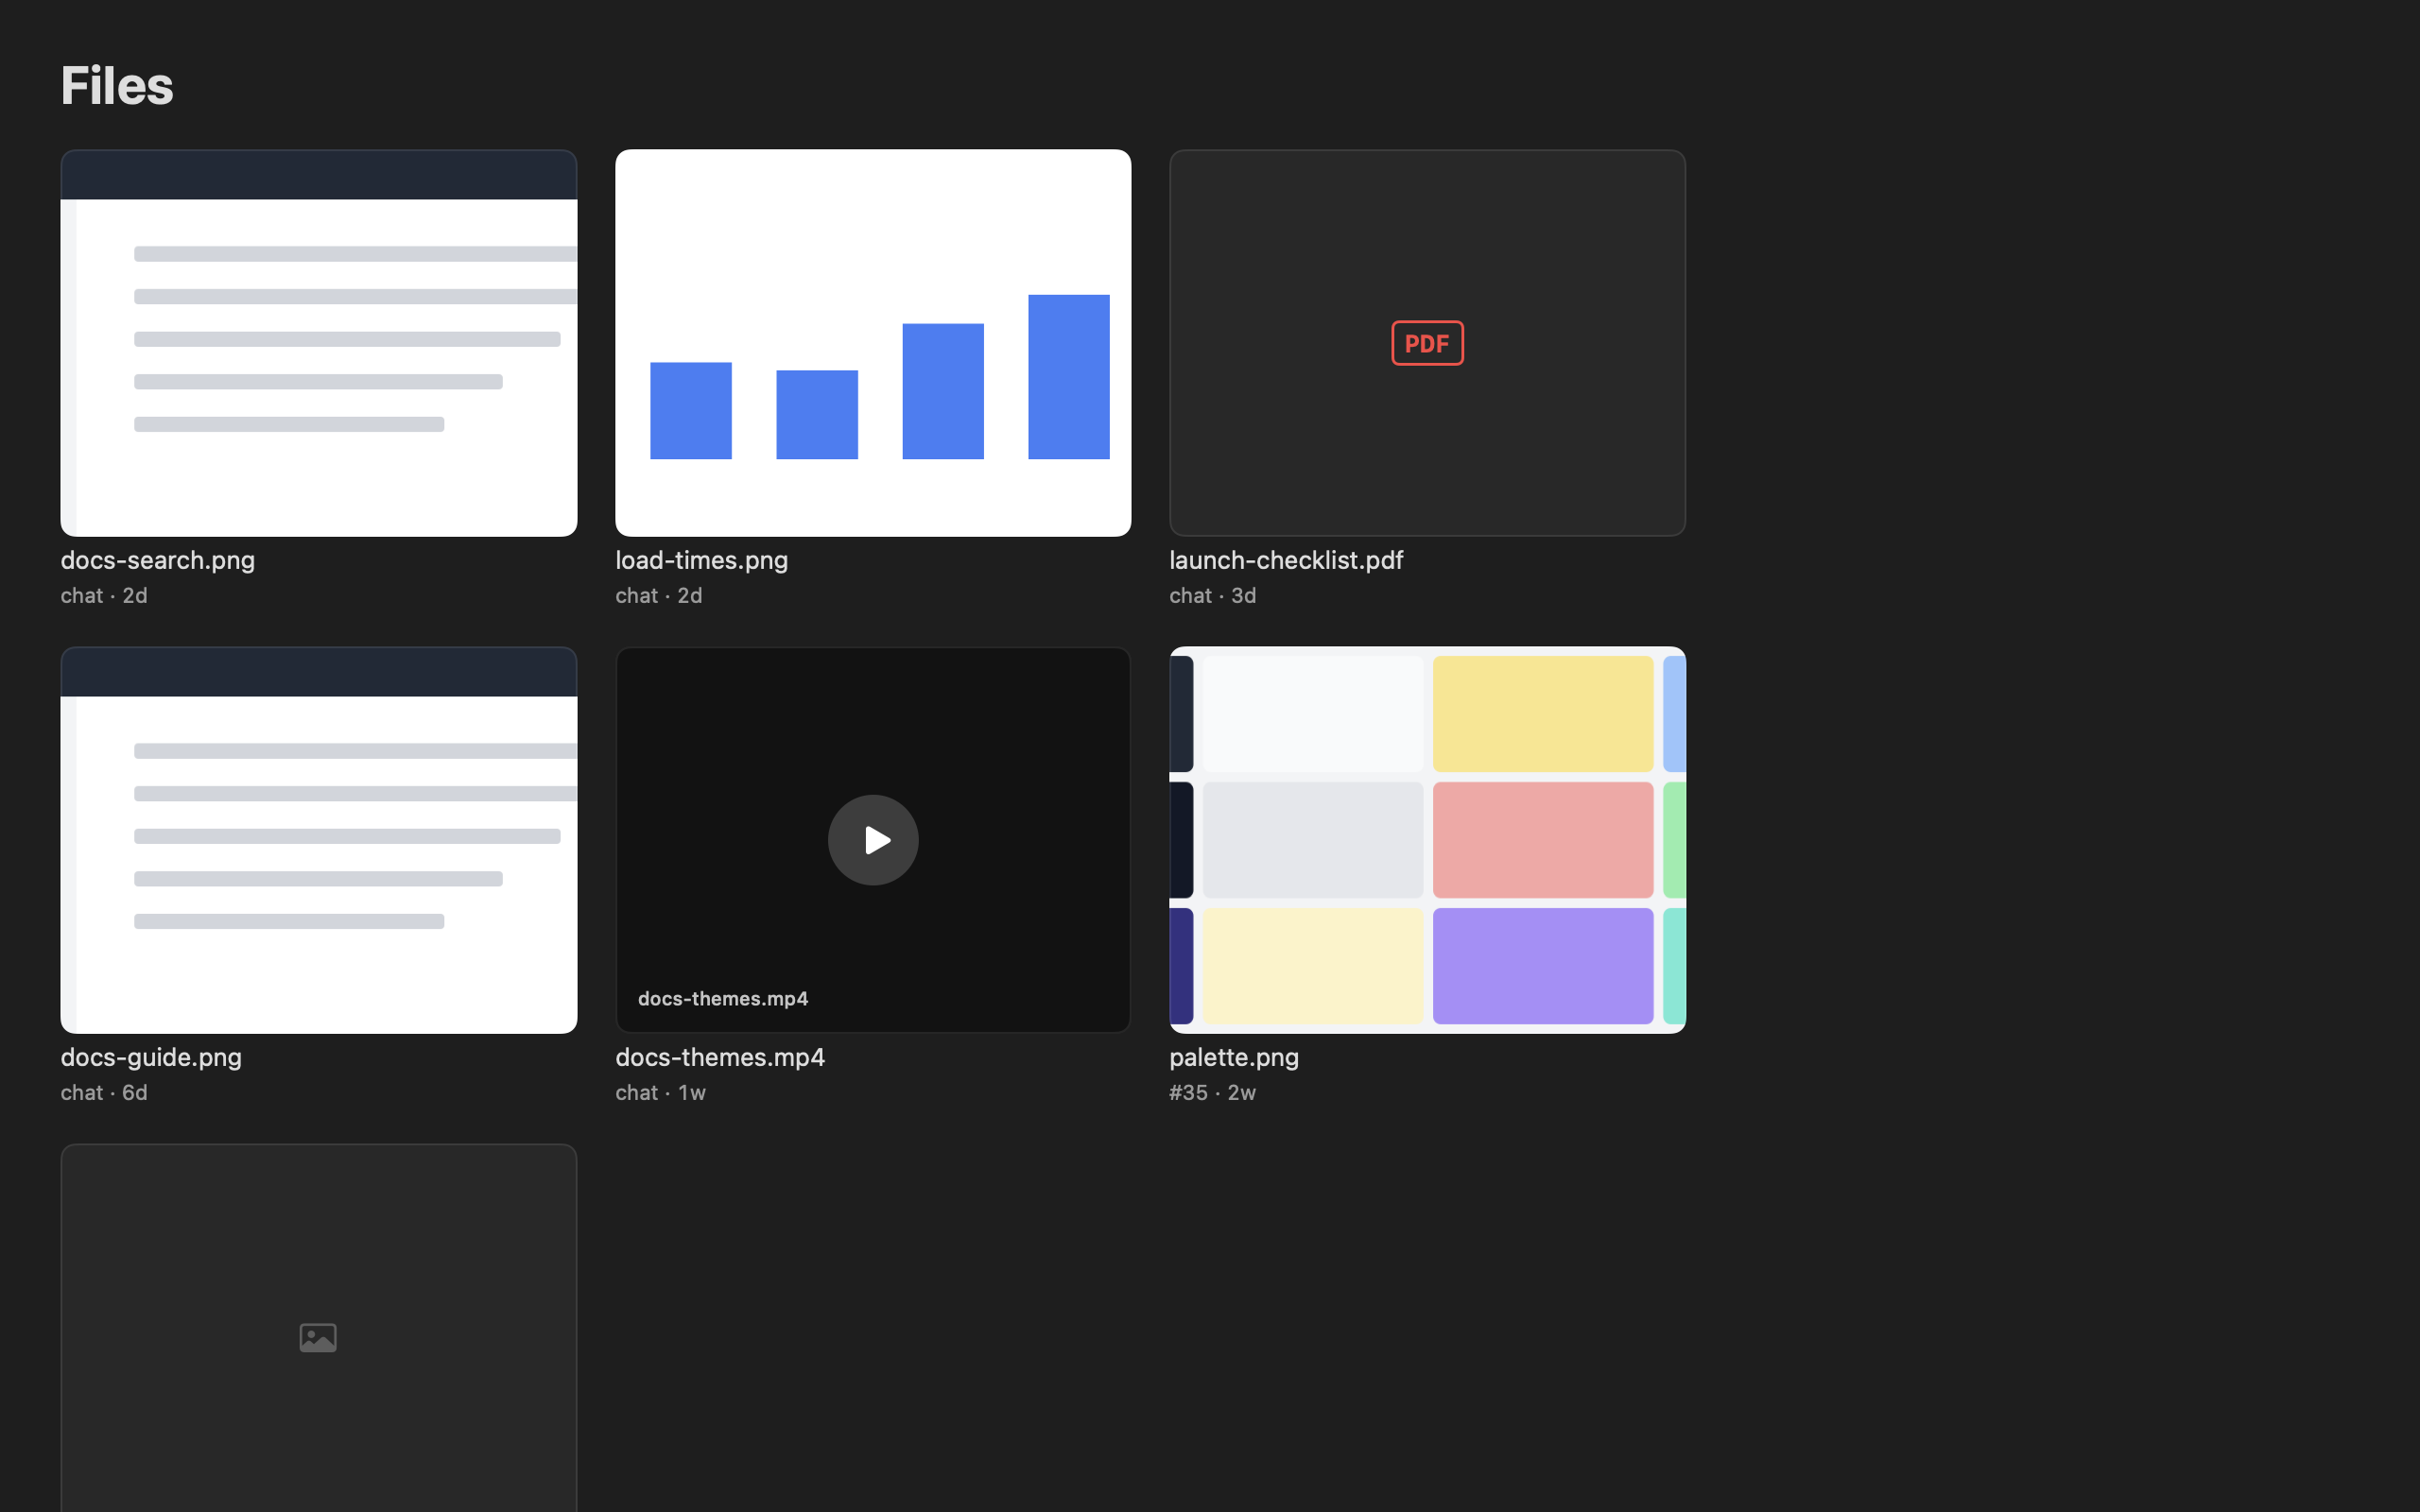 Files
docs-search.png
chat · 2d
load-times.png
chat · 2d
PDF
launch-checklist.pdf
chat · 3d
docs-guide.png
chat · 6d
docs-themes.mp4
docs-themes.mp4
chat · 1w
palette.png
#35 · 2w